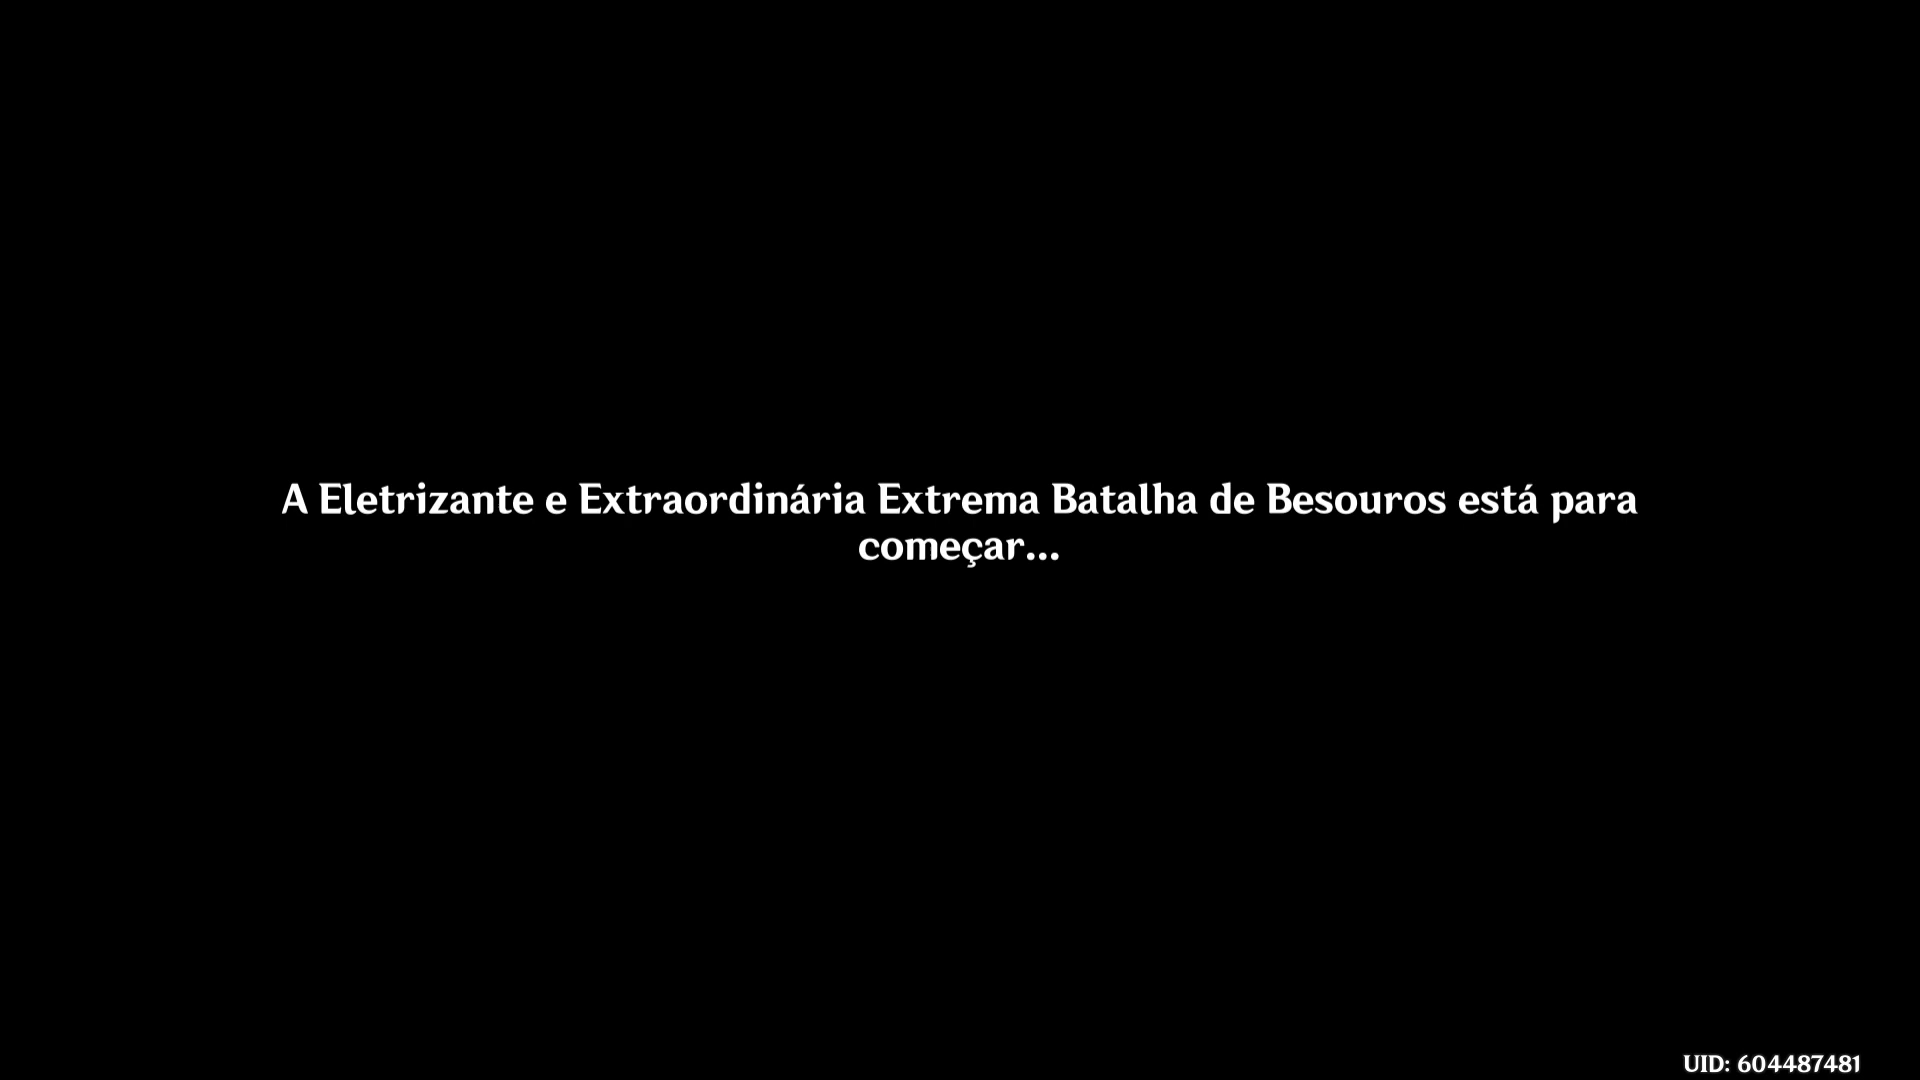 A Eletrizante e Extraordinária Extrema Batalha de Besouros está para
começar...
UID: 604487481